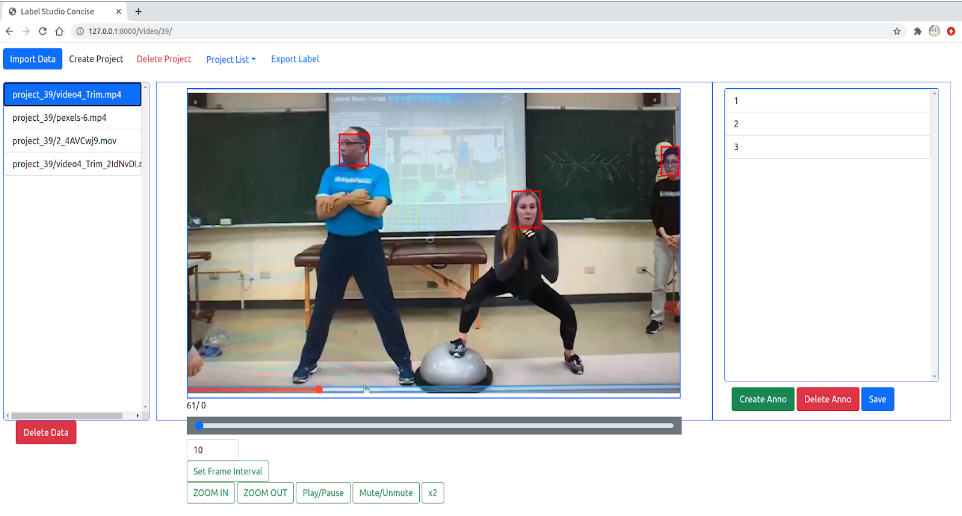 Label Studio Concise
127.0.0.1:8000/Video/39/
Import Data
Create Project
Delete Project
Project List
Export Label
project_39/video4_Trim.mp4
project_39/pexels-6.mp4
project_39/2_4AVCwj9.mov
project_39/video4_Trim_2IdNvDI.r
Delete Data
61/ 0
10
Set Frame Interval
ZOOM IN
ZOOM OUT
Play/Pause
Mute/Unmute
x2
1
2
3
Create Anno
Delete Anno
Save